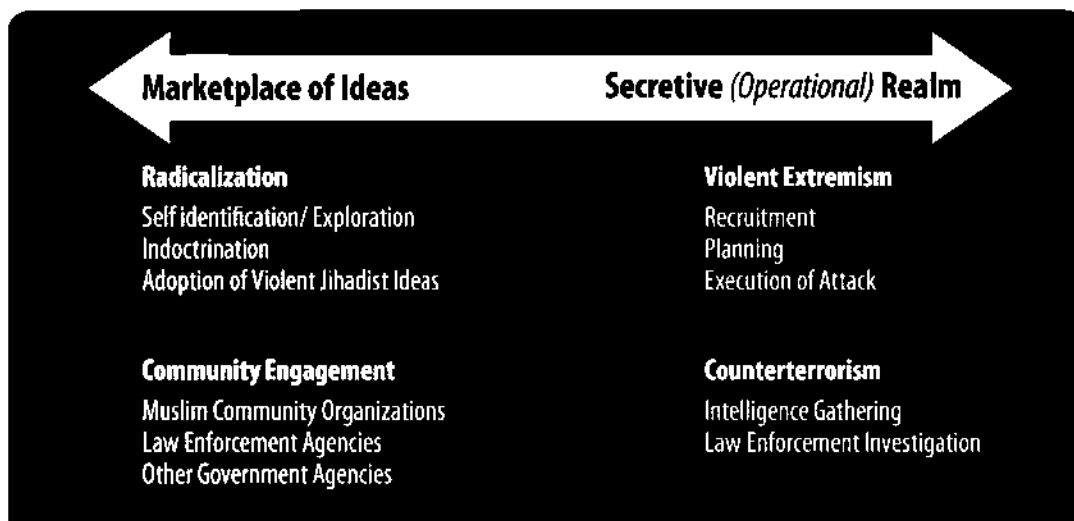 Marketplace of Ideas
Secretive (Operational) Realm
Radicalization
Self identification/ Exploration
Indoctrination
Adoption of Violent Jihadist Ideas
Violent Extremism
Recruitment
Planning
Execution of Attack
Community Engagement
Muslim Community Organizations
Law Enforcement Agencies
Other Government Agencies
Counterterrorism
Intelligence Gathering
Law Enforcement Investigation